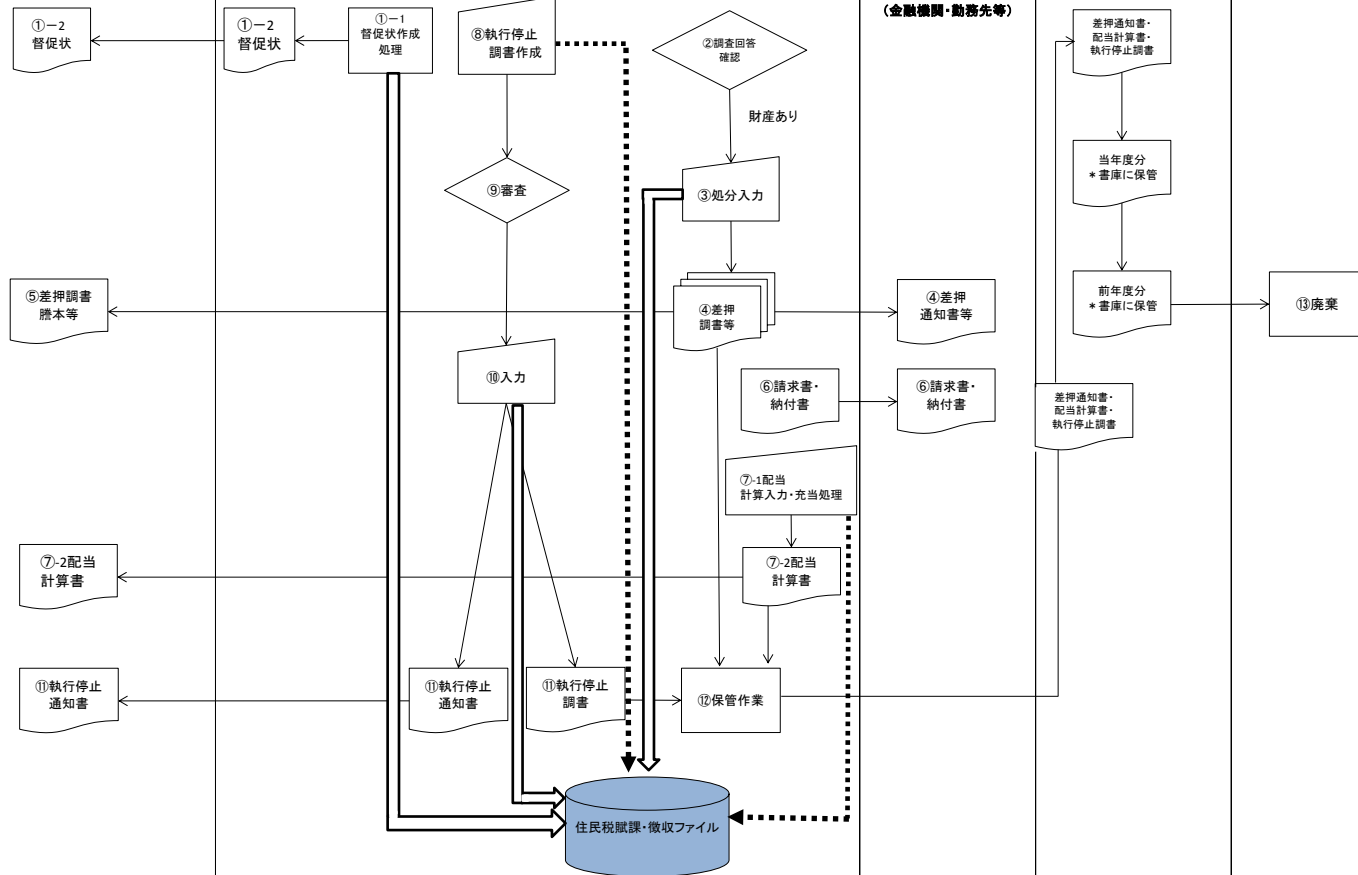 (金融機関・勤務先等)
①ー2
督促状
①ー2
督促状
①ー1
督促状作成
処理
⑧執行停止
調書作成
②調査回答
確認
差押通知書・
配当計算書・
執行停止調書
財産あり
当年度分
＊書庫に保管
⑨審査
③処分入力
⑤差押調書
謄本等
④差押
調書等
④差押
通知書等
前年度分
＊書庫に保管
⑬廃棄
⑩入力
⑥請求書・
納付書
⑥請求書・
納付書
差押通知書・
配当計算書・
執行停止調書
⑦-1配当
計算入力・充当処理
⑦-2配当
計算書
⑦-2配当
計算書
⑪執行停止
通知書
⑪執行停止
通知書
⑪執行停止
調書
⑫保管作業
住民税賦課・徴収ファイル